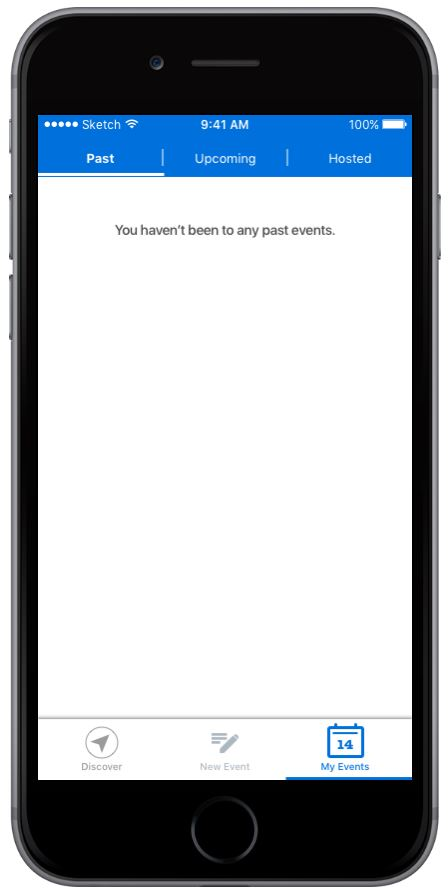 ●●●●● Sketch 9:41 AM 100%
Past | Upcoming | Hosted
You haven't been to any past events.
14
Discover New Event My Events